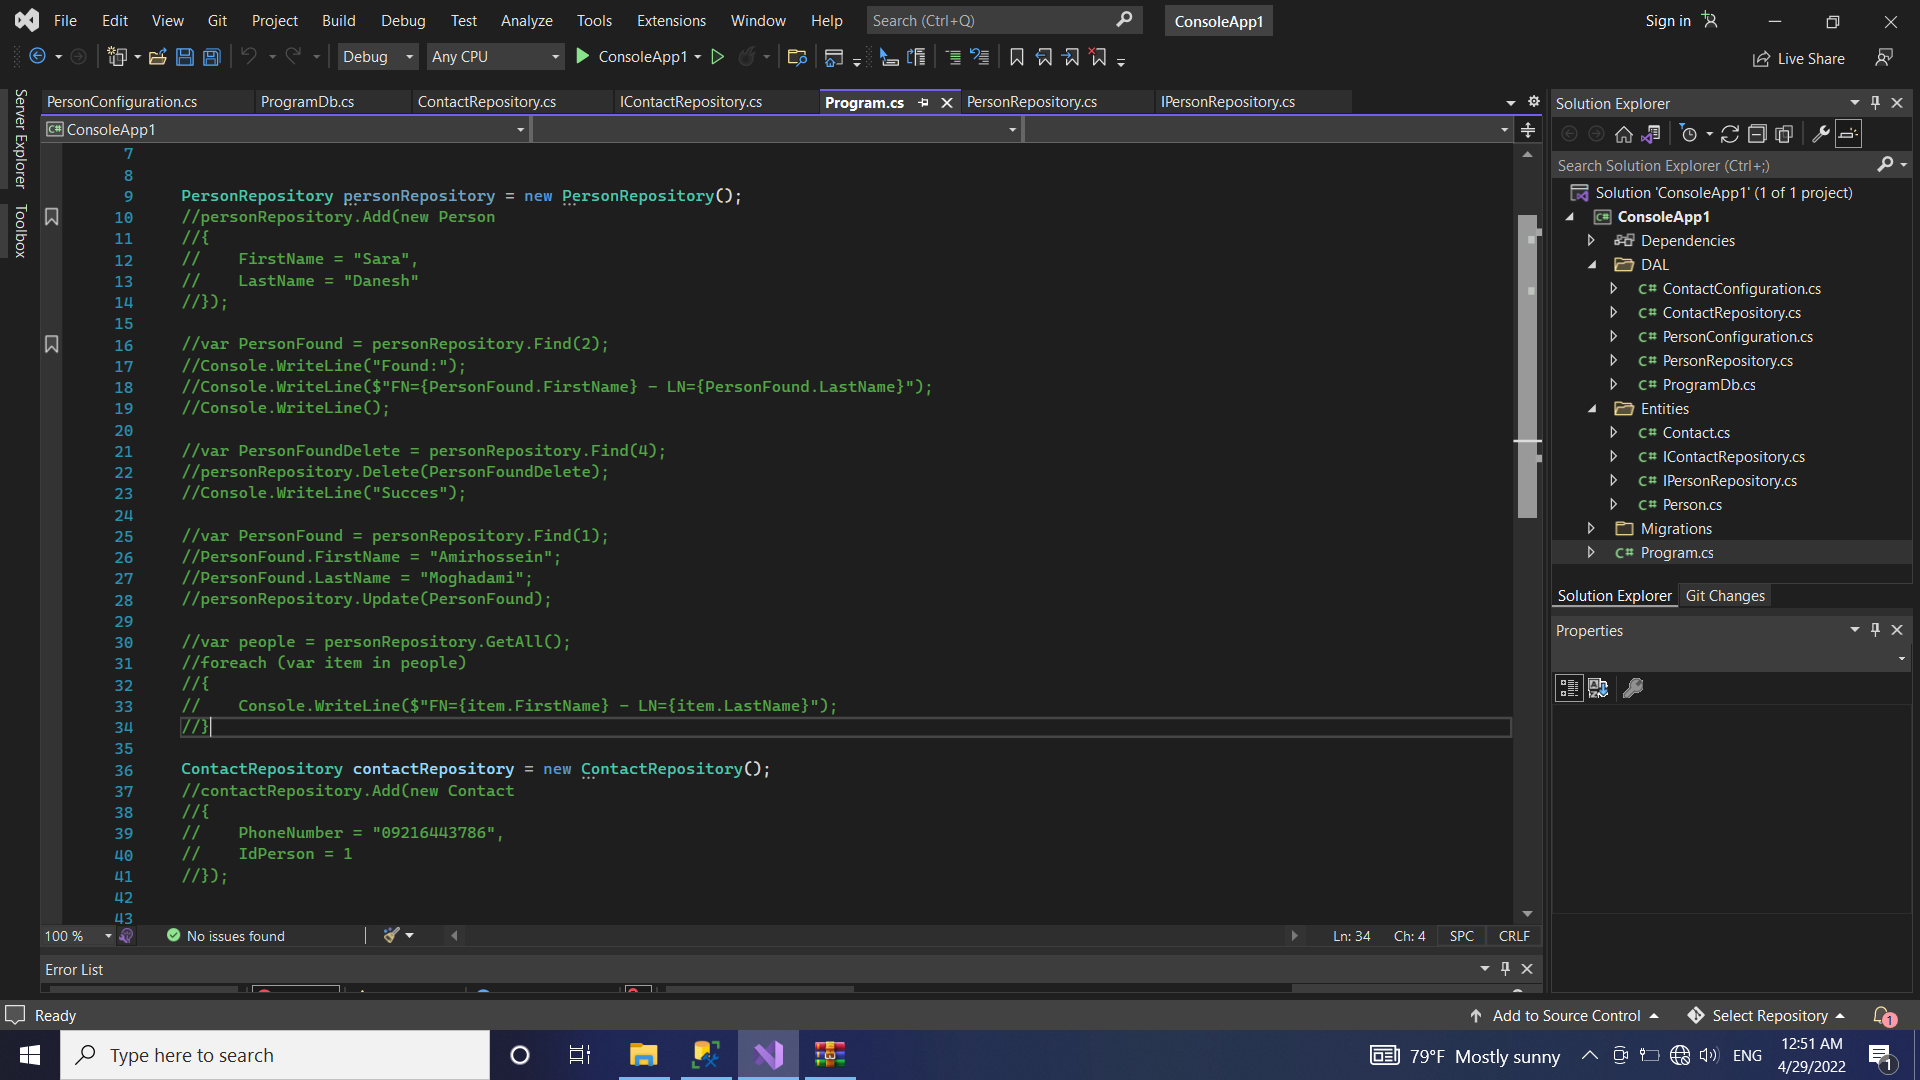 File Edit View Git Project Build Debug Test Analyze Tools Extensions Window Help Search (Ctrl+Q) ConsoleApp1 Sign in
Debug Any CPU ConsoleApp1 Live Share
Server Explorer
Toolbox
PersonConfiguration.cs ProgramDb.cs ContactRepository.cs IContactRepository.cs Program.cs PersonRepository.cs IPersonRepository.cs
C# ConsoleApp1
7
8
9 PersonRepository personRepository = new PersonRepository();
10 //personRepository.Add(new Person
11 //{
12 //    FirstName = "Sara",
13 //    LastName = "Danesh"
14 //});
15
16 //var PersonFound = personRepository.Find(2);
17 //Console.WriteLine("Found:");
18 //Console.WriteLine($"FN={PersonFound.FirstName} - LN={PersonFound.LastName}");
19 //Console.WriteLine();
20
21 //var PersonFoundDelete = personRepository.Find(4);
22 //personRepository.Delete(PersonFoundDelete);
23 //Console.WriteLine("Succes");
24
25 //var PersonFound = personRepository.Find(1);
26 //PersonFound.FirstName = "Amirhossein";
27 //PersonFound.LastName = "Moghadami";
28 //personRepository.Update(PersonFound);
29
30 //var people = personRepository.GetAll();
31 //foreach (var item in people)
32 //{
33 //    Console.WriteLine($"FN={item.FirstName} - LN={item.LastName}");
34 //}
35
36 ContactRepository contactRepository = new ContactRepository();
37 //contactRepository.Add(new Contact
38 //{
39 //    PhoneNumber = "09216443786",
40 //    IdPerson = 1
41 //});
42
43
100 % No issues found Ln: 34 Ch: 4 SPC CRLF
Error List
Solution Explorer
Search Solution Explorer (Ctrl+;)
Solution 'ConsoleApp1' (1 of 1 project)
C# ConsoleApp1
Dependencies
DAL
C# ContactConfiguration.cs
C# ContactRepository.cs
C# PersonConfiguration.cs
C# PersonRepository.cs
C# ProgramDb.cs
Entities
C# Contact.cs
C# IContactRepository.cs
C# IPersonRepository.cs
C# Person.cs
Migrations
C# Program.cs
Solution Explorer Git Changes
Properties
Ready Add to Source Control Select Repository 1
Type here to search 79°F Mostly sunny ENG 12:51 AM
4/29/2022 1